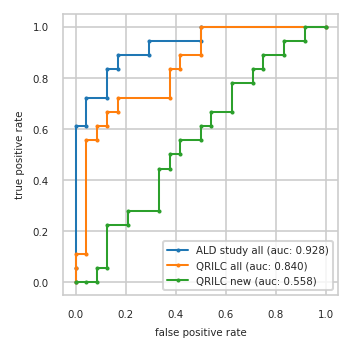 1.0
0.8
0.6
0.4
0.2
0.0
true positive rate
ALD study all (auc: 0.928)
QRILC all (auc: 0.840)
QRILC new (auc: 0.558)
0.0 0.2 0.4 0.6 0.8 1.0
false positive rate